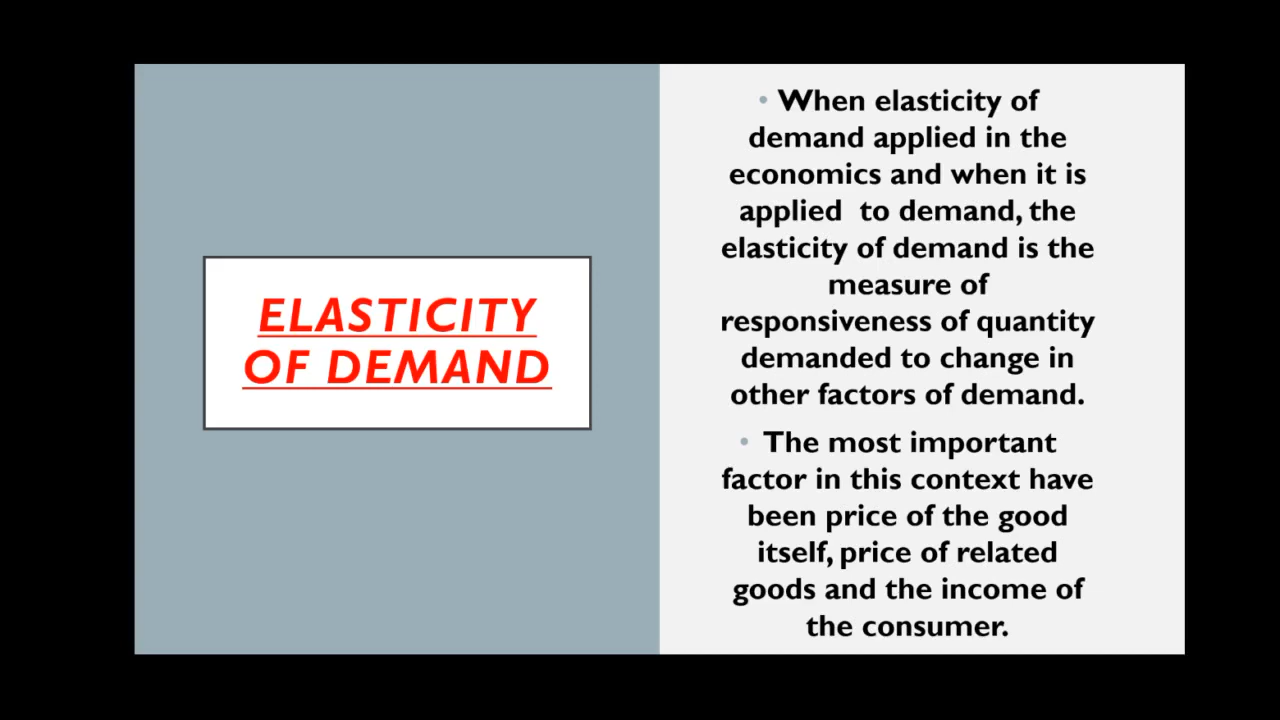 ELASTICITY
OF DEMAND
• When elasticity of
demand applied in the
economics and when it is
applied to demand, the
elasticity of demand is the
measure of
responsiveness of quantity
demanded to change in
other factors of demand.
• The most important
factor in this context have
been price of the good
itself, price of related
goods and the income of
the consumer.